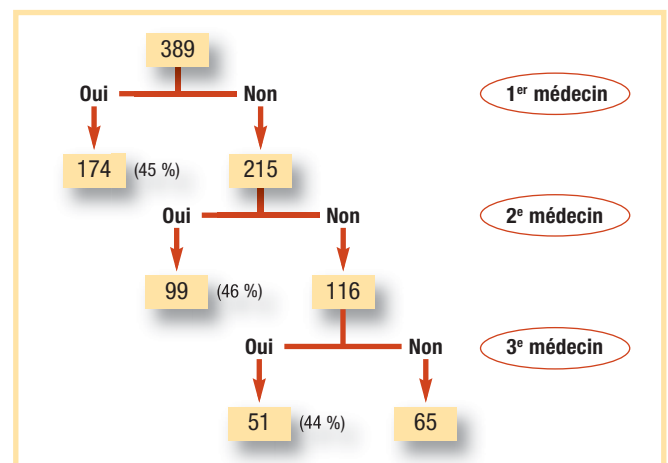 389
Oui Non 1er médecin
174 (45 %) 215
Oui Non 2e médecin
99 (46 %) 116
Oui Non 3e médecin
51 (44 %) 65